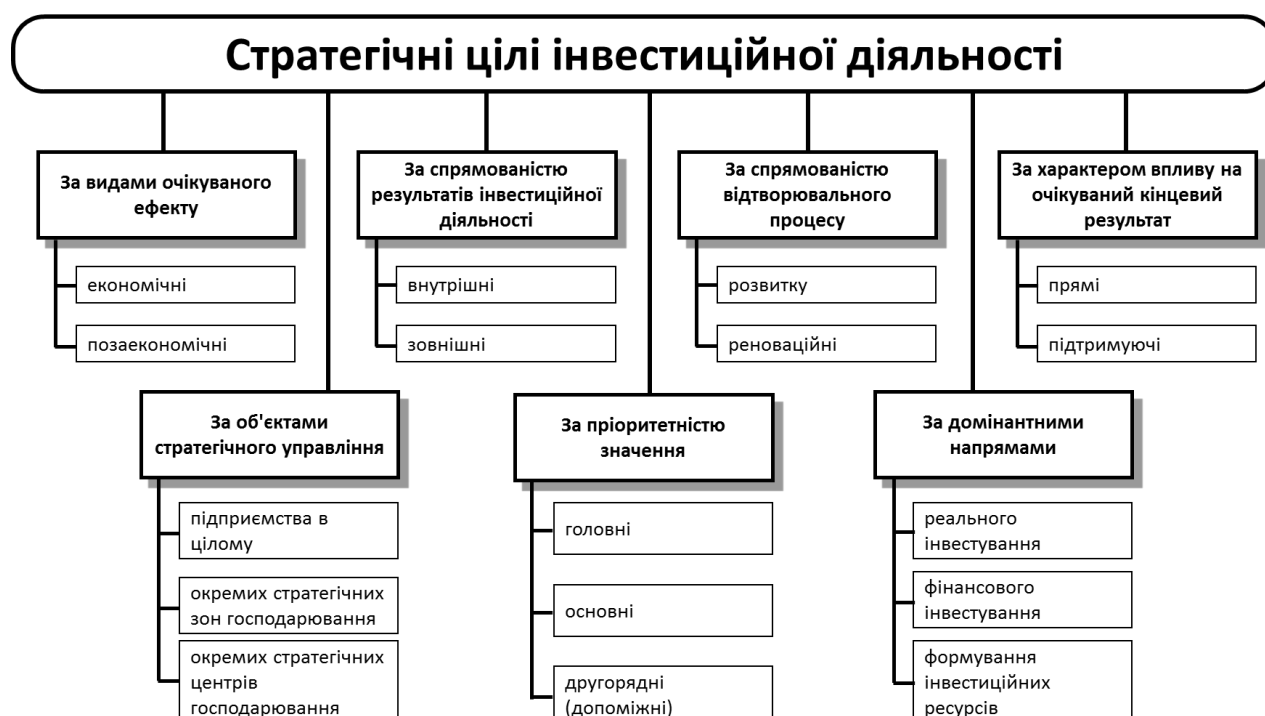 Стратегічні цілі інвестиційної діяльності
За видами очікуваного
ефекту
економічні
позаекономічні
За спрямованістю
результатів інвестиційної
діяльності
внутрішні
зовнішні
За спрямованістю
відтворювального
процесу
розвитку
реноваційні
За характером впливу на
очікуваний кінцевий
результат
прямі
підтримуючі
За об'єктами
стратегічного управління
підприємства в
цілому
окремих стратегічних
зон господарювання
окремих стратегічних
центрів
господарювання
За пріоритетністю
значення
головні
основні
другорядні
(допоміжні)
За домінантними
напрямами
реального
інвестування
фінансового
інвестування
формування
інвестиційних
ресурсів